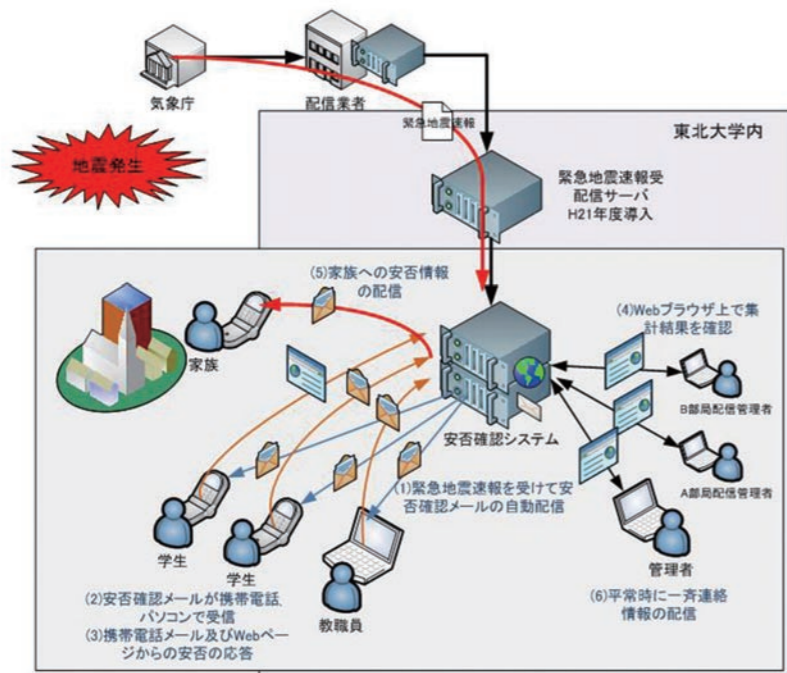 気象庁
配信業者
緊急地震速報
東北大学内
地震発生
緊急地震速報受
配信サーバ
H21年度導入
(5)家族への安否情報
の配信
(4)Webブラウザ上で集
計結果を確認
家族
B部局配信管理者
安否確認システム
A部局配信管理者
(1)緊急地震速報を受けて安
否確認メールの自動配信
学生
学生
管理者
教職員
(2)安否確認メールが携帯電話、
パソコンで受信
(3)携帯電話メール及びWebペー
ジからの安否の応答
(6)平常時に一斉連絡
情報の配信